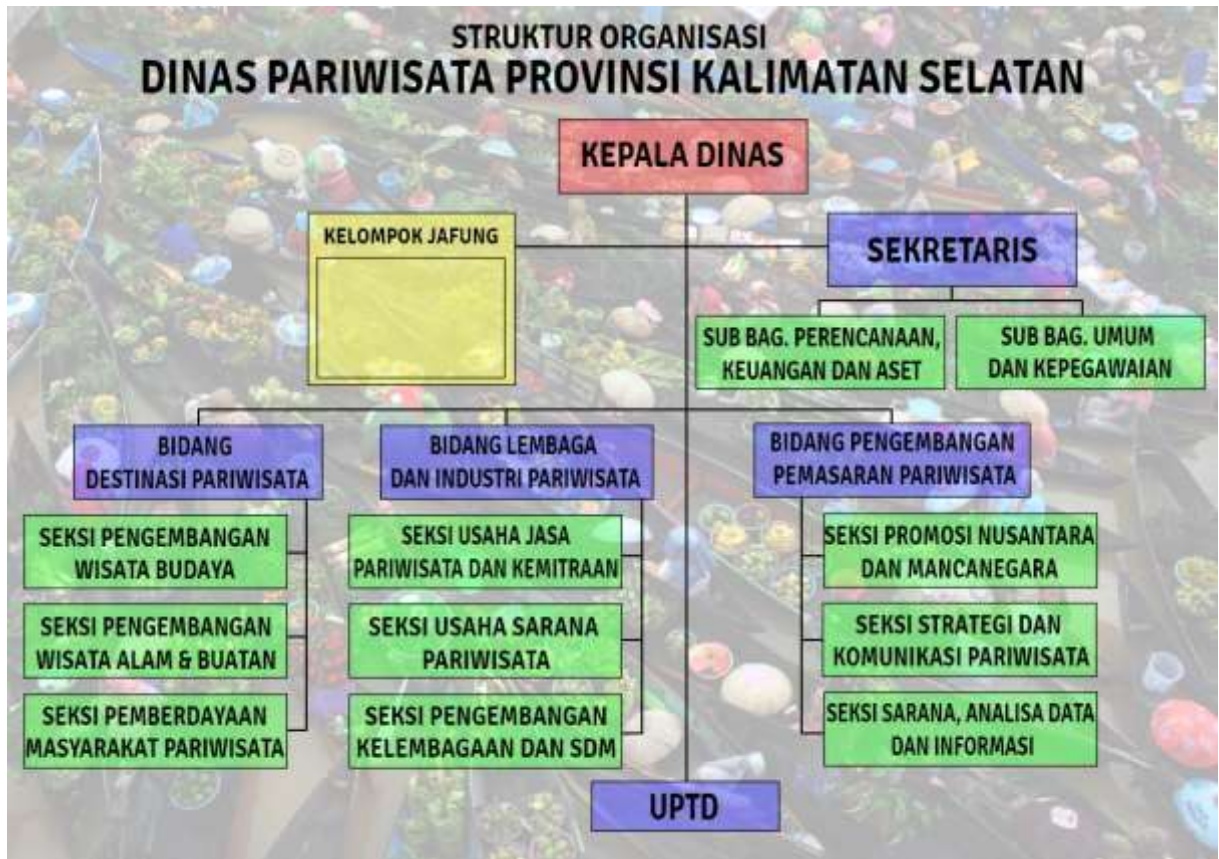 STRUKTUR ORGANISASI
DINAS PARIWISATA PROVINSI KALIMATAN SELATAN
KEPALA DINAS
KELOMPOK JAFUNG
SEKRETARIS
SUB BAG. PERENCANAAN,
KEUANGAN DAN ASET
SUB BAG. UMUM
DAN KEPEGAWAIAN
BIDANG
DESTINASI PARIWISATA
SEKSI PENGEMBANGAN
WISATA BUDAYA
SEKSI PENGEMBANGAN
WISATA ALAM & BUATAN
SEKSI PEMBERDAYAAN
MASYARAKAT PARIWISATA
BIDANG LEMBAGA
DAN INDUSTRI PARIWISATA
SEKSI USAHA JASA
PARIWISATA DAN KEMITRAAN
SEKSI USAHA SARANA
PARIWISATA
SEKSI PENGEMBANGAN
KELEMBAGAAN DAN SDM
BIDANG PENGEMBANGAN
PEMASARAN PARIWISATA
SEKSI PROMOSI NUSANTARA
DAN MANCANEGARA
SEKSI STRATEGI DAN
KOMUNIKASI PARIWISATA
SEKSI SARANA, ANALISA DATA
DAN INFORMASI
UPTD